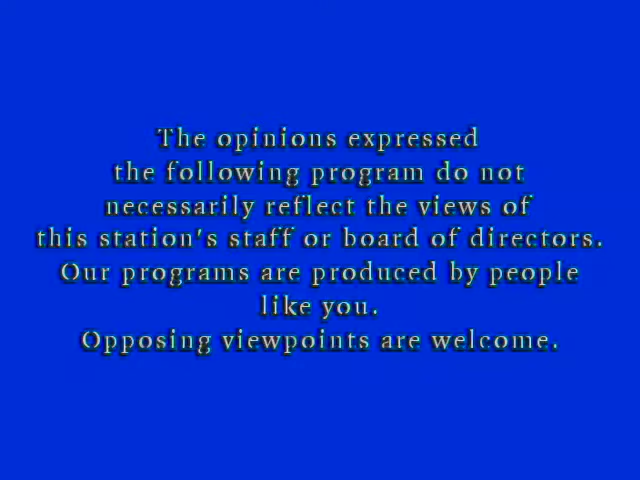 The opinions expressed
the following program do not
necessarily reflect the views of
this station's staff or board of directors.
Our programs are produced by people
like you.
Opposing viewpoints are welcome.